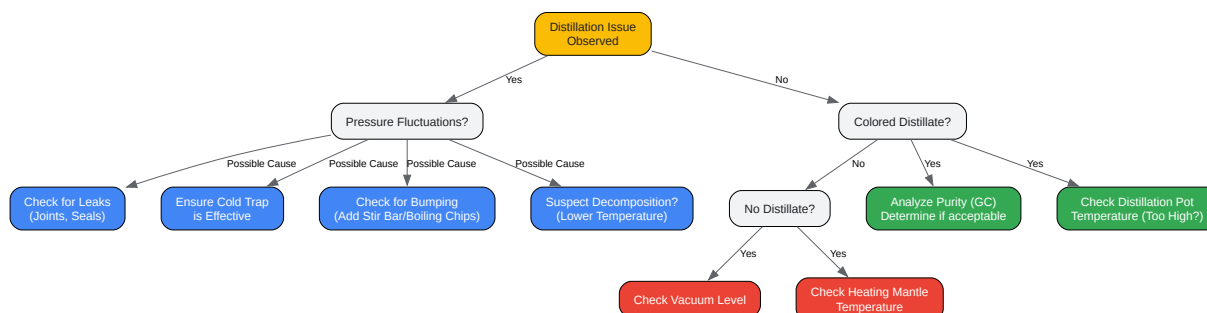 Distillation Issue
Observed
Yes
No
Pressure Fluctuations?
Colored Distillate?
Possible Cause
Possible Cause
Possible Cause
Possible Cause
No
Yes
Yes
Check for Leaks
(Joints, Seals)
Ensure Cold Trap
is Effective
Check for Bumping
(Add Stir Bar/Boiling Chips)
Suspect Decomposition?
(Lower Temperature)
No Distillate?
Analyze Purity (GC)
Determine if acceptable
Check Distillation Pot
Temperature (Too High?)
Yes
Yes
Check Vacuum Level
Check Heating Mantle
Temperature